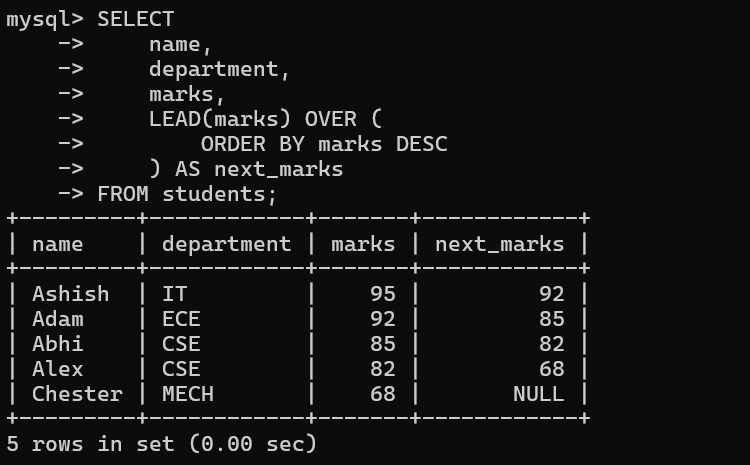 mysql> SELECT
    ->     name,
    ->     department,
    ->     marks,
    ->     LEAD(marks) OVER (
    ->         ORDER BY marks DESC
    ->     ) AS next_marks
    -> FROM students;
+---------+------------+-------+------------+
| name    | department | marks | next_marks |
+---------+------------+-------+------------+
| Ashish  | IT         |    95 |         92 |
| Adam    | ECE        |    92 |         85 |
| Abhi    | CSE        |    85 |         82 |
| Alex    | CSE        |    82 |         68 |
| Chester | MECH       |    68 |       NULL |
+---------+------------+-------+------------+
5 rows in set (0.00 sec)